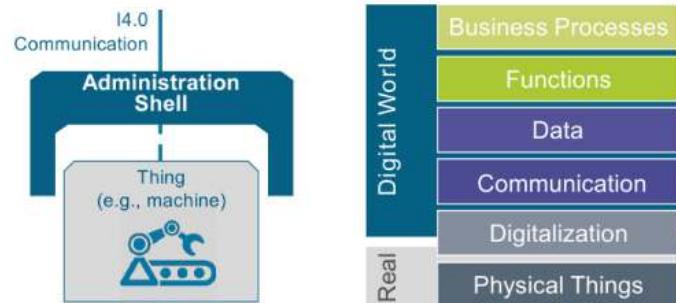 I4.0
Communication
Administration
Shell
Thing
(e.g., machine)
Digital World
Real
Business Processes
Functions
Data
Communication
Digitalization
Physical Things